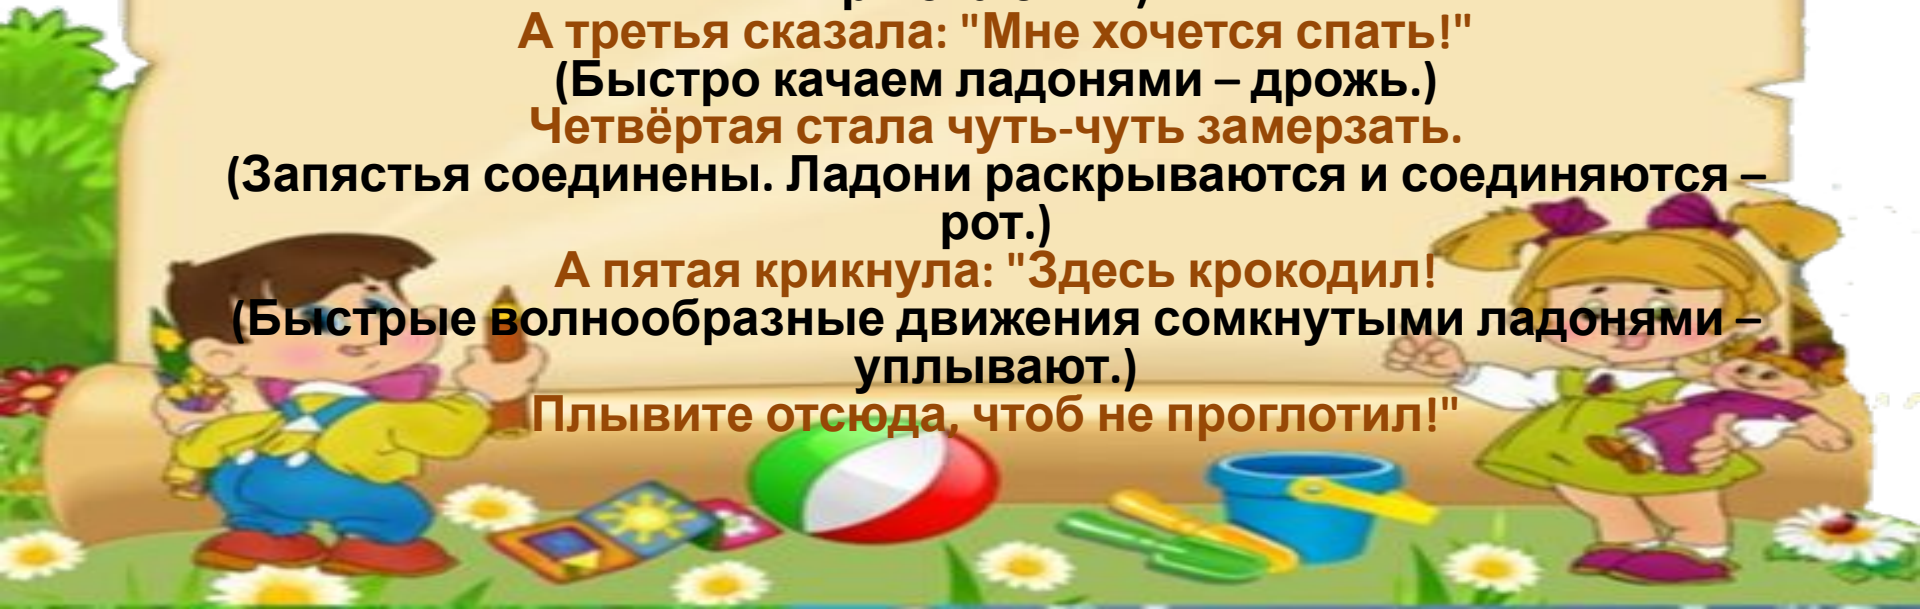 А третья сказала: "Мне хочется спать!"
(Быстро качаем ладонями – дрожь.)
Четвёртая стала чуть-чуть замерзать.
(Запястья соединены. Ладони раскрываются и соединяются –
рот.)
А пятая крикнула: "Здесь крокодил!
(Быстрые волнообразные движения сомкнутыми ладонями –
уплывают.)
Плывите отсюда, чтоб не проглотил!"